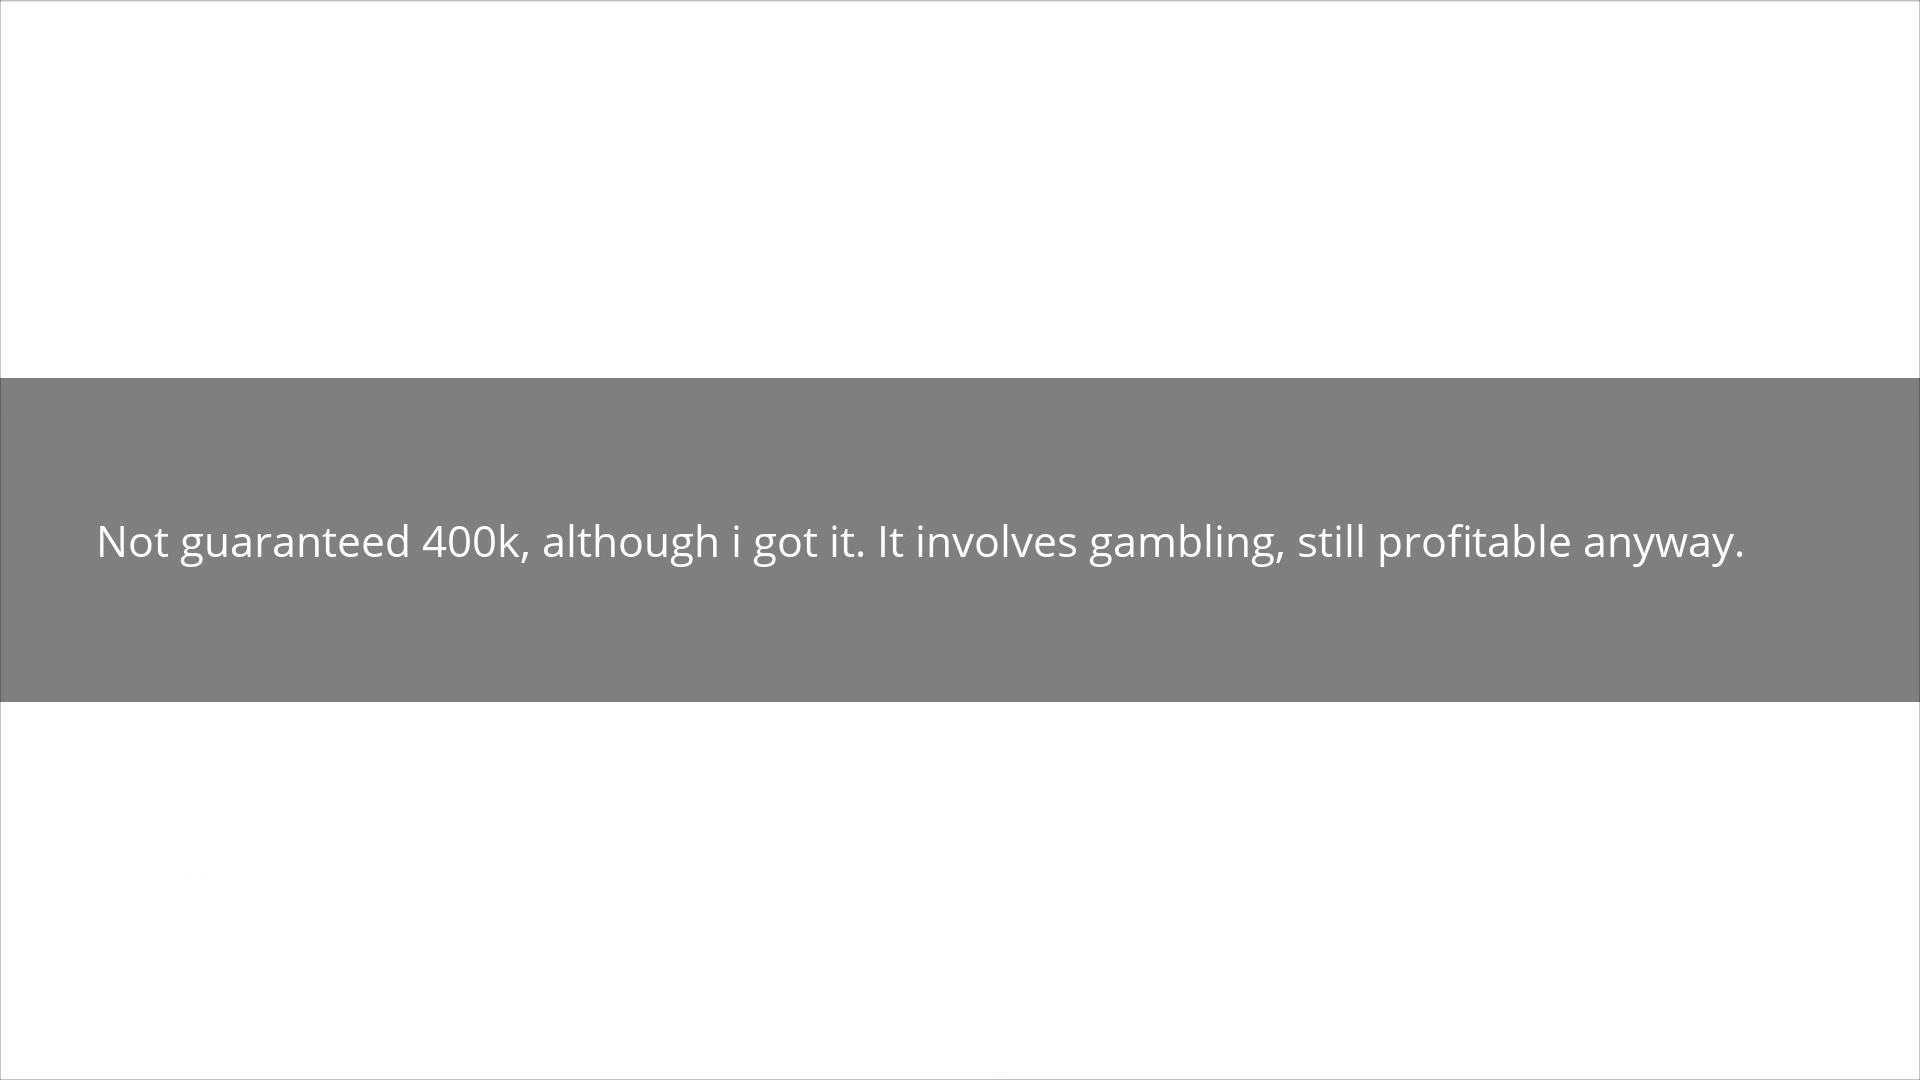 Not guaranteed 400k, although i got it. It involves gambling, still profitable anyway.